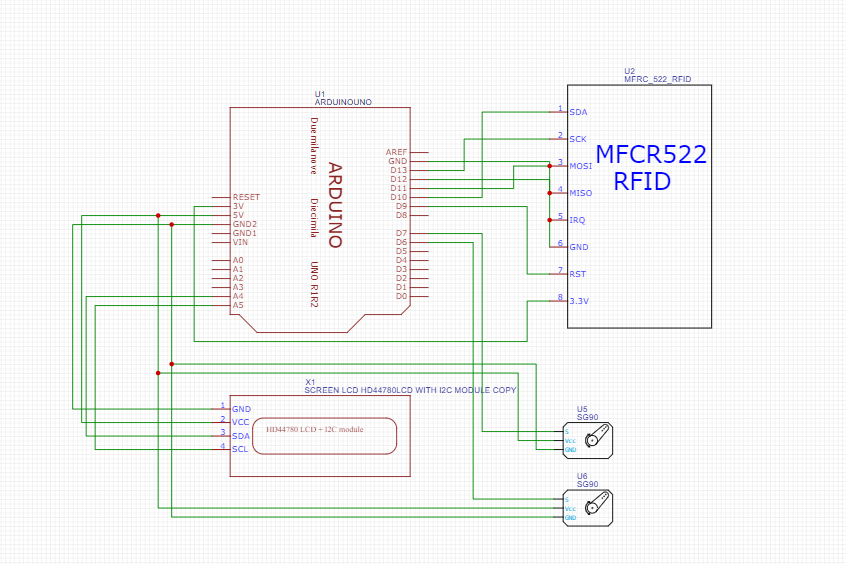 U1
ARDUINOUNO
Duemilanove
Diecimila
UNO R1R2
ARDUINO
RESET
3V
5V
GND2
GND1
VIN
A0
A1
A2
A3
A4
A5
AREF
GND
D13
D12
D11
D10
D9
D8
D7
D6
D5
D4
D3
D2
D1
D0
U2
MFRC_522_RFID
1 SDA
2 SCK
3 MOSI
4 MISO
5 IRQ
6 GND
7 RST
8 3.3V
MFCR522
RFID
X1
SCREEN LCD HD44780LCD WITH I2C MODULE COPY
1 GND
2 VCC
3 SDA
4 SCL
HD44780 LCD + I2C module
U5
SG90
S
Vcc
GND
U6
SG90
S
Vcc
GND